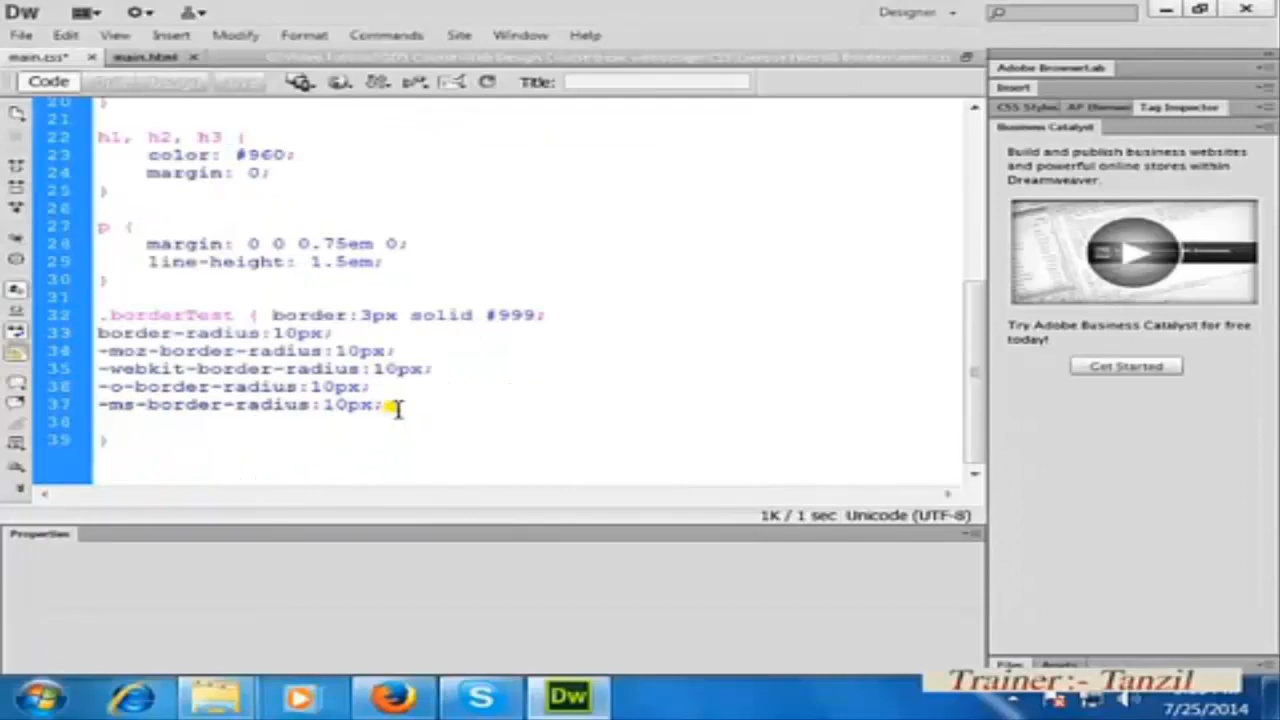 Dw
Designer
File Edit View Insert Modify Format Commands Site Window Help
main.css* main.html
Code Title:
20 }
21
22 h1, h2, h3 {
23 color: #960;
24 margin: 0;
25 }
26
27 p {
28 margin: 0 0 0.75em 0;
29 line-height: 1.5em;
30 }
31
32 .borderTest { border:3px solid #999;
33 border-radius:10px;
34 -moz-border-radius:10px;
35 -webkit-border-radius:10px;
36 -o-border-radius:10px;
37 -ms-border-radius:10px;
38
39 }
1K / 1 sec Unicode (UTF-8)
Properties
Adobe BrowserLab
Insert
CSS Styles AP Elements Tag Inspector
Business Catalyst
Build and publish business websites
and powerful online stores within
Dreamweaver.
Try Adobe Business Catalyst for free
today!
Get Started
Files Assets
Trainer :- Tanzil
S Dw
7/25/2014